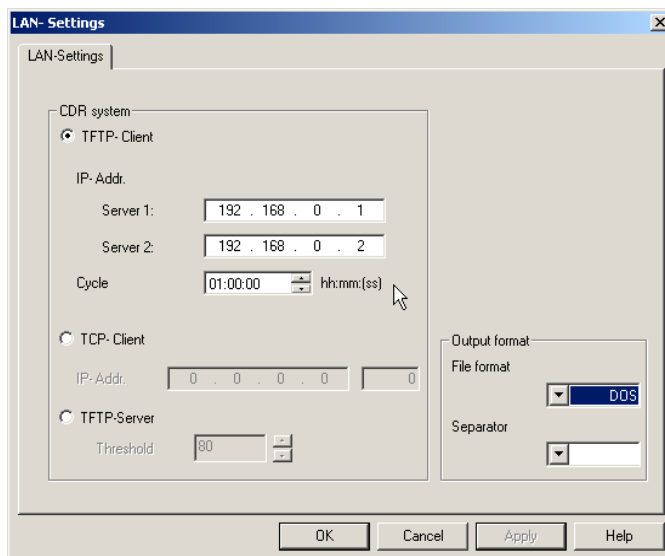 LAN- Settings
LAN-Settings
CDR system
TFTP- Client
IP- Addr.
Server 1: 192 . 168 . 0 . 1
Server 2: 192 . 168 . 0 . 2
Cycle 01:00:00 hh:mm:(ss)
TCP- Client
IP- Addr. 0 . 0 . 0 . 0 0
TFTP-Server
Threshold 80
Output format
File format
DOS
Separator
OK Cancel Apply Help